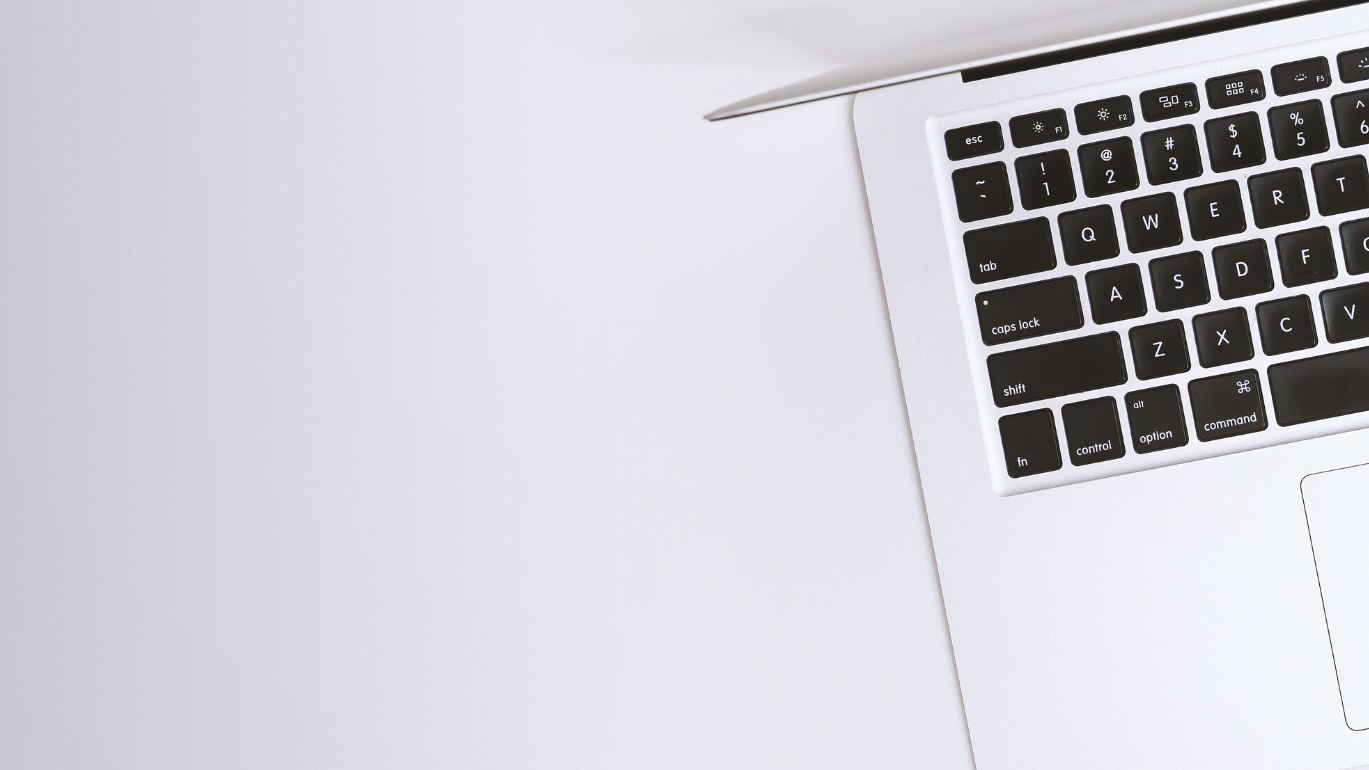 esc F1 F2 F3 F4 F5
~ ` ! 1 @ 2 # 3 $ 4 % 5 ^ 6
tab Q W E R T
caps lock A S D F
shift Z X C V
fn control alt option ⌘ command